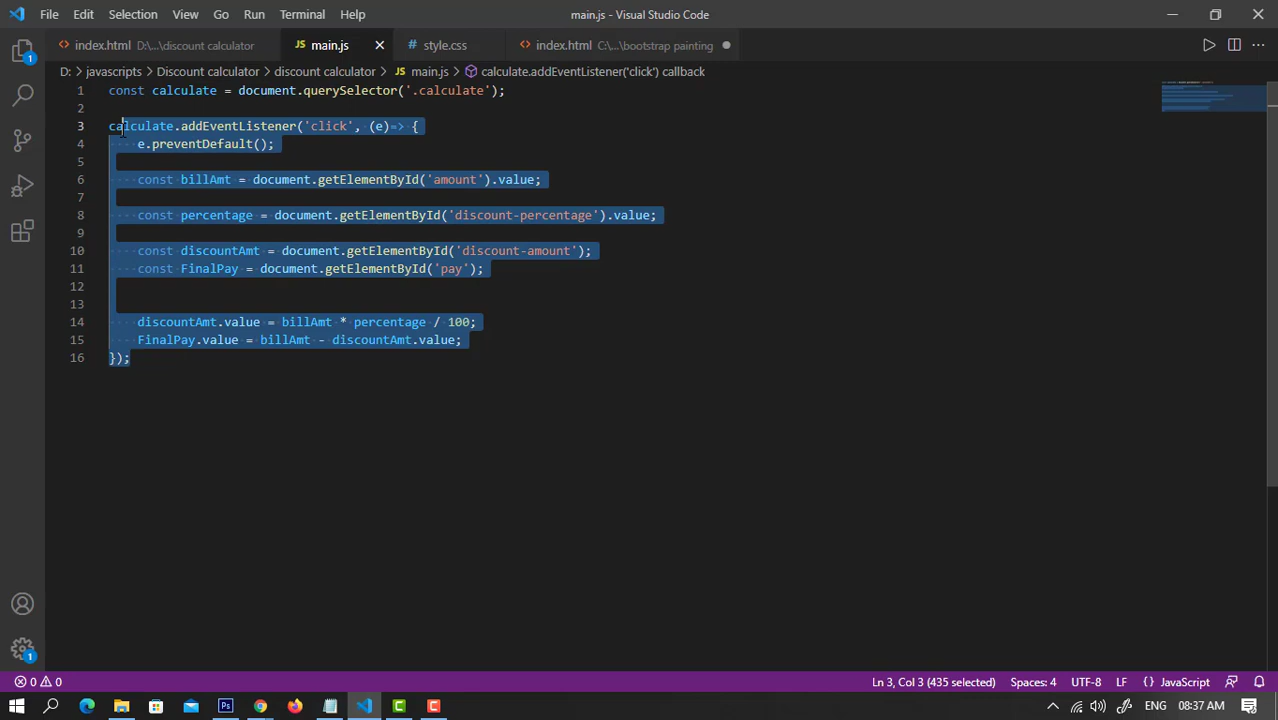 File Edit Selection View Go Run Terminal Help main.js - Visual Studio Code
index.html D:\...\discount calculator JS main.js # style.css index.html C:\...\bootstrap painting
D: > javascripts > Discount calculator > discount calculator > JS main.js > calculate.addEventListener('click') callback
1 const calculate = document.querySelector('.calculate');
2
3 calculate.addEventListener('click', (e)=> {
4 e.preventDefault();
5
6 const billAmt = document.getElementById('amount').value;
7
8 const percentage = document.getElementById('discount-percentage').value;
9
10 const discountAmt = document.getElementById('discount-amount');
11 const FinalPay = document.getElementById('pay');
12
13
14 discountAmt.value = billAmt * percentage / 100;
15 FinalPay.value = billAmt - discountAmt.value;
16 });
1
1
0 0 Ln 3, Col 3 (435 selected) Spaces: 4 UTF-8 LF {} JavaScript
Ps C C 08:37 AM